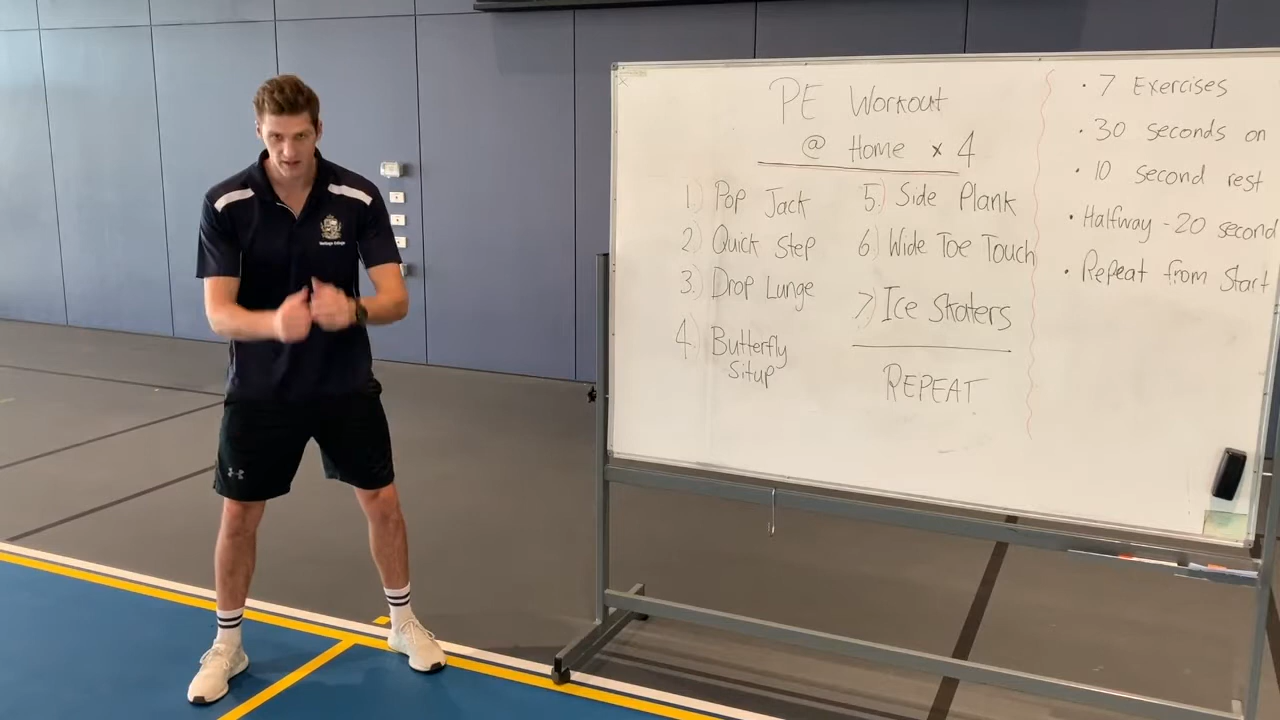 PE Workout
@ Home x 4
1.) Pop Jack
2.) Quick Step
3.) Drop Lunge
4.) Butterfly
Situp
5.) Side Plank
6.) Wide Toe Touch
7.) Ice Skaters
REPEAT
• 7 Exercises
• 30 seconds on
• 10 second rest
• Halfway - 20 second
• Repeat from Start